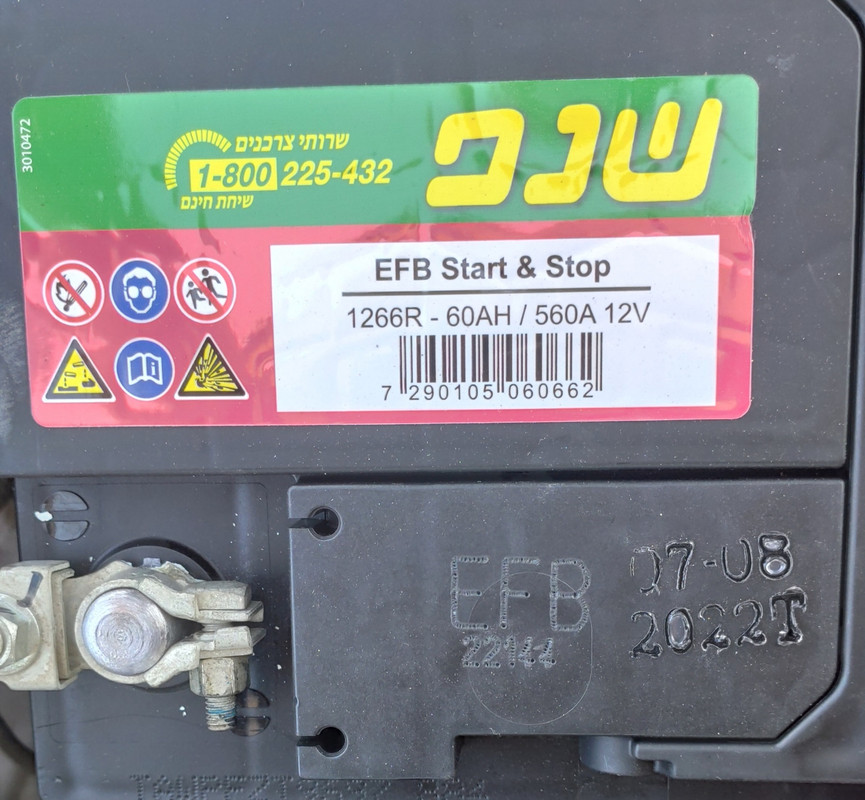 3010472
שנפ
שרותי צרכנים
1-800 225-432
שיחת חינם
EFB Start & Stop
1266R - 60AH / 560A 12V
7 290105 060662
EFB
22144
07-08
2022T